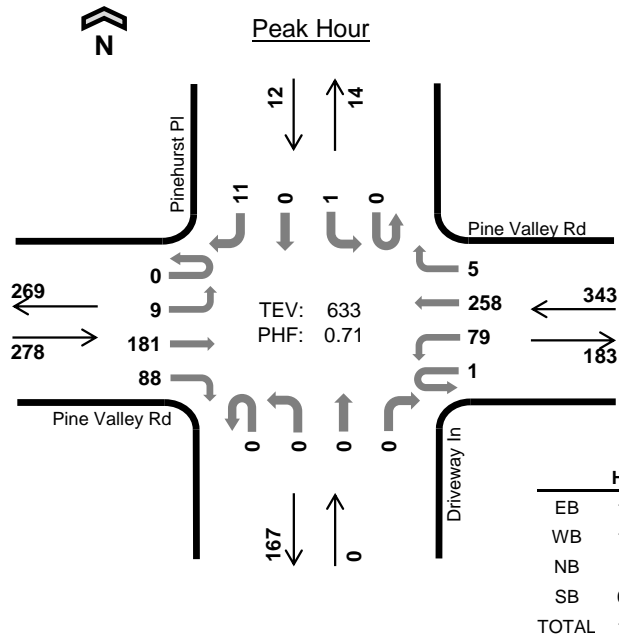 Peak Hour
N
12
14
Pinehurst Pl
11
0
1
0
Pine Valley Rd
0
9
181
88
269
278
TEV: 633
PHF: 0.71
5
258
79
1
343
183
Pine Valley Rd
0
0
0
0
Driveway In
167
0
EB
WB
NB
SB
TOTAL